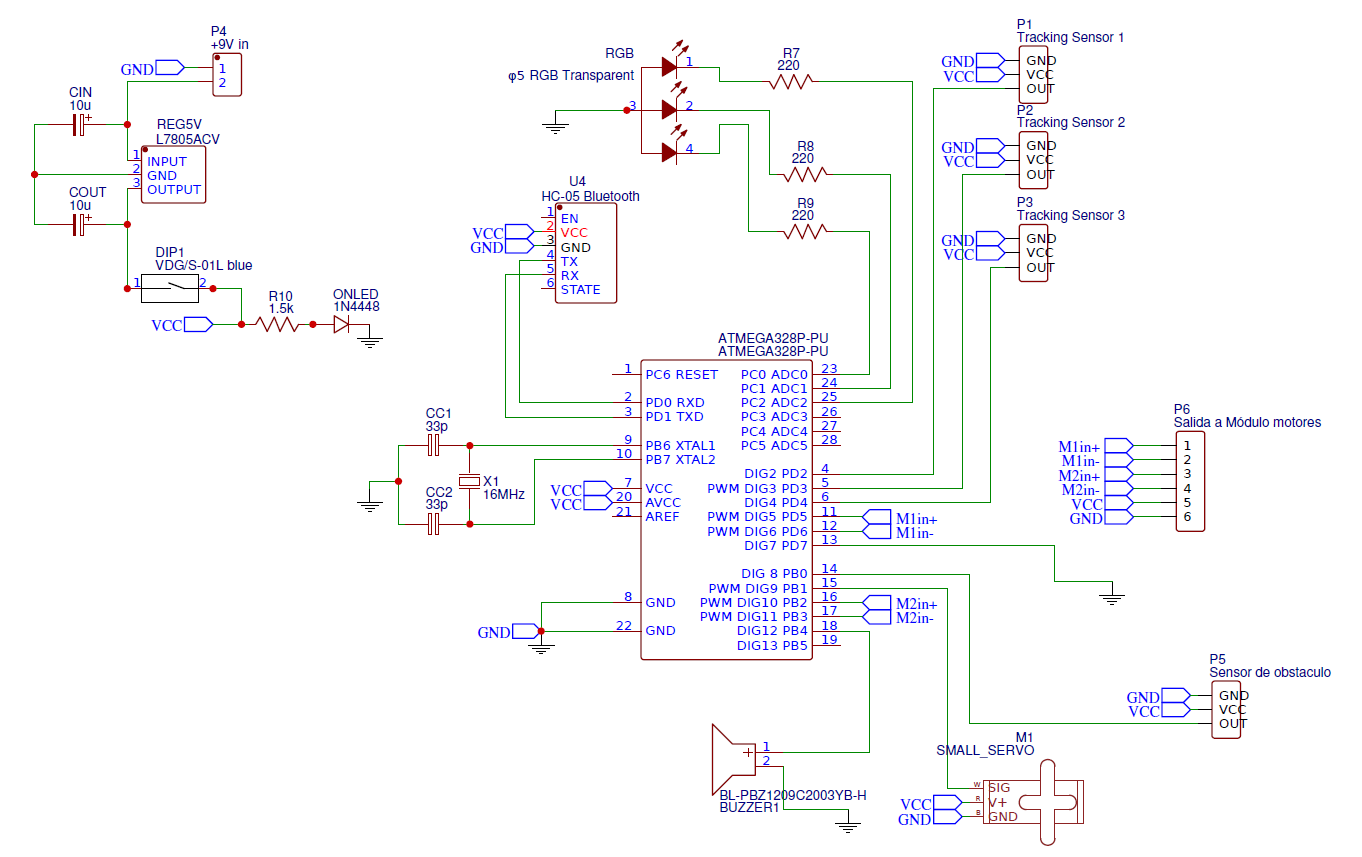 P4
+9V in
GND
1
2
CIN
10u
+
REG5V
L7805ACV
1 INPUT
2 GND
3 OUTPUT
COUT
10u
+
DIP1
VDG/S-01L blue
1
2
VCC
R10
1.5k
ONLED
1N4448
RGB
φ5 RGB Transparent
1
3
2
4
R7
220
R8
220
R9
220
U4
HC-05 Bluetooth
1 EN
VCC 2 VCC
GND 3 GND
4 TX
5 RX
6 STATE
P1
Tracking Sensor 1
GND GND
VCC VCC
OUT
P2
Tracking Sensor 2
GND GND
VCC VCC
OUT
P3
Tracking Sensor 3
GND GND
VCC VCC
OUT
ATMEGA328P-PU
ATMEGA328P-PU
1 PC6 RESET PC0 ADC0 23
PC1 ADC1 24
2 PD0 RXD PC2 ADC2 25
3 PD1 TXD PC3 ADC3 26
PC4 ADC4 27
9 PB6 XTAL1 PC5 ADC5 28
10 PB7 XTAL2
DIG2 PD2 4
VCC 7 VCC PWM DIG3 PD3 5
VCC 20 AVCC DIG4 PD4 6
21 AREF PWM DIG5 PD5 11 M1in+
PWM DIG6 PD6 12 M1in-
DIG7 PD7 13
DIG 8 PB0 14
PWM DIG9 PB1 15
8 GND PWM DIG10 PB2 16 M2in+
PWM DIG11 PB3 17 M2in-
GND 22 GND DIG12 PB4 18
DIG13 PB5 19
CC1
33p
X1
16MHz
CC2
33p
P6
Salida a Módulo motores
M1in+ 1
M1in- 2
M2in+ 3
M2in- 4
VCC 5
GND 6
P5
Sensor de obstaculo
GND GND
VCC VCC
OUT
+ 1
2
BL-PBZ1209C2003YB-H
BUZZER1
M1
SMALL_SERVO
W SIG
VCC R V+
GND B GND